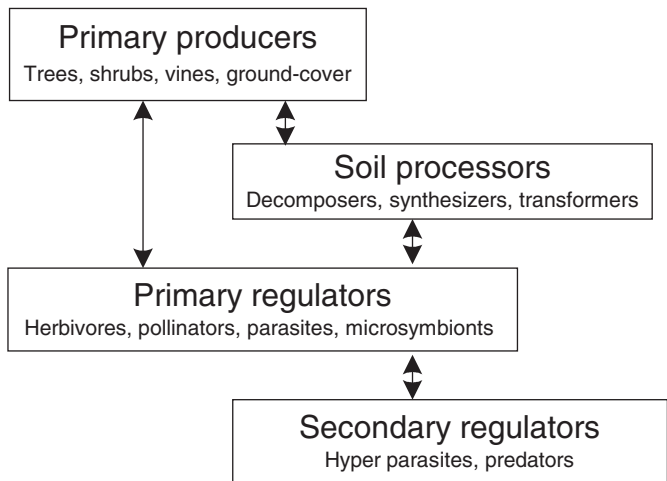 Primary producers
Trees, shrubs, vines, ground-cover
Soil processors
Decomposers, synthesizers, transformers
Primary regulators
Herbivores, pollinators, parasites, microsymbionts
Secondary regulators
Hyper parasites, predators